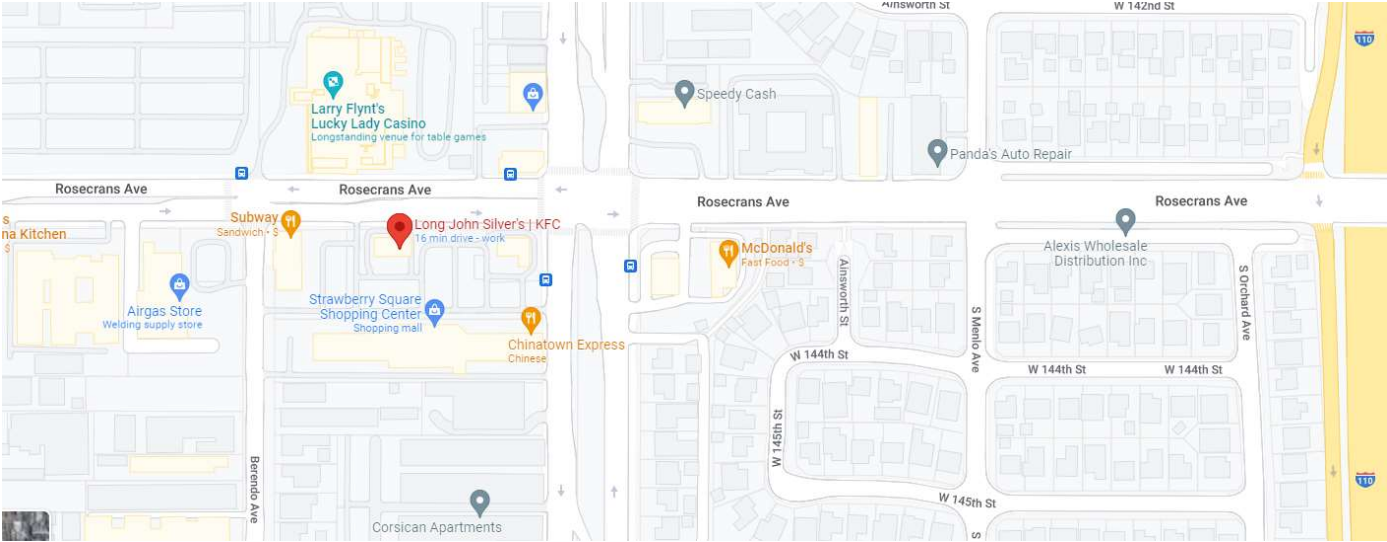 Ainsworth St
W 142nd St
110
Larry Flynt's
Lucky Lady Casino
Longstanding venue for table games
Speedy Cash
Panda's Auto Repair
Rosecrans Ave
Rosecrans Ave
Rosecrans Ave
Rosecrans Ave
s
na Kitchen
$
Subway
Sandwich • $
Long John Silver's | KFC
16 min drive - work
McDonald's
Fast Food • $
Alexis Wholesale
Distribution Inc
Airgas Store
Welding supply store
Strawberry Square
Shopping Center
Shopping mall
Chinatown Express
Chinese
Ainsworth St
S Menlo Ave
S Orchard Ave
W 144th St
W 144th St
W 144th St
W 145th St
W 145th St
Berendo Ave
Corsican Apartments
110
S
S